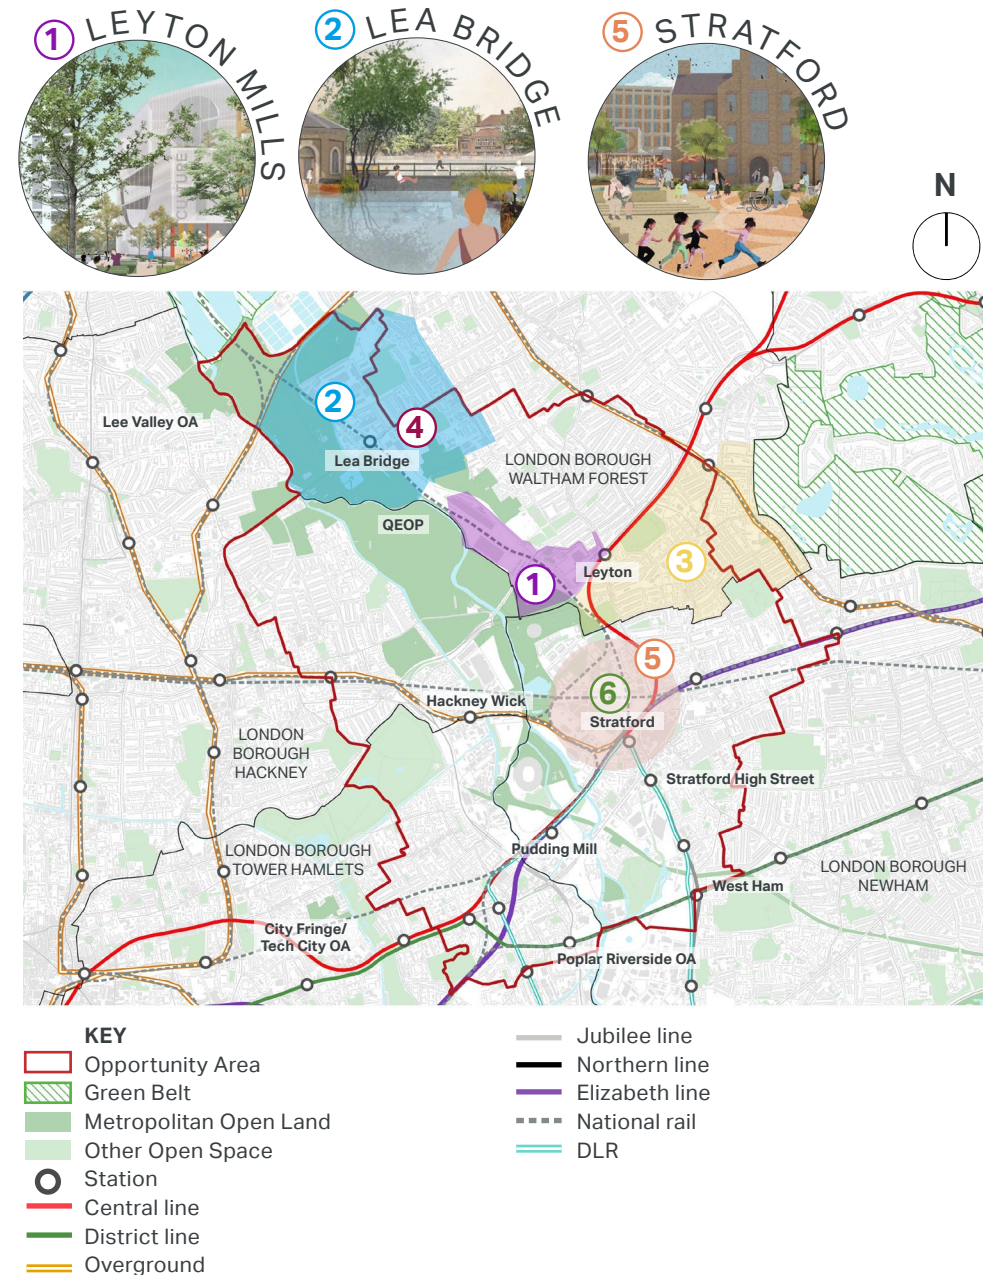 1 LEYTON MILLS
2 LEA BRIDGE
5 STRATFORD
CULTURE
N
Lee Valley OA
2
4
Lea Bridge
LONDON BOROUGH
WALTHAM FOREST
QEOP
Leyton
3
1
5
6
Hackney Wick
Stratford
LONDON
BOROUGH
HACKNEY
Stratford High Street
Pudding Mill
LONDON BOROUGH
TOWER HAMLETS
LONDON BOROUGH
NEWHAM
West Ham
City Fringe/
Tech City OA
Poplar Riverside OA
KEY
Opportunity Area
Green Belt
Metropolitan Open Land
Other Open Space
Station
Central line
District line
Overground
Jubilee line
Northern line
Elizabeth line
National rail
DLR